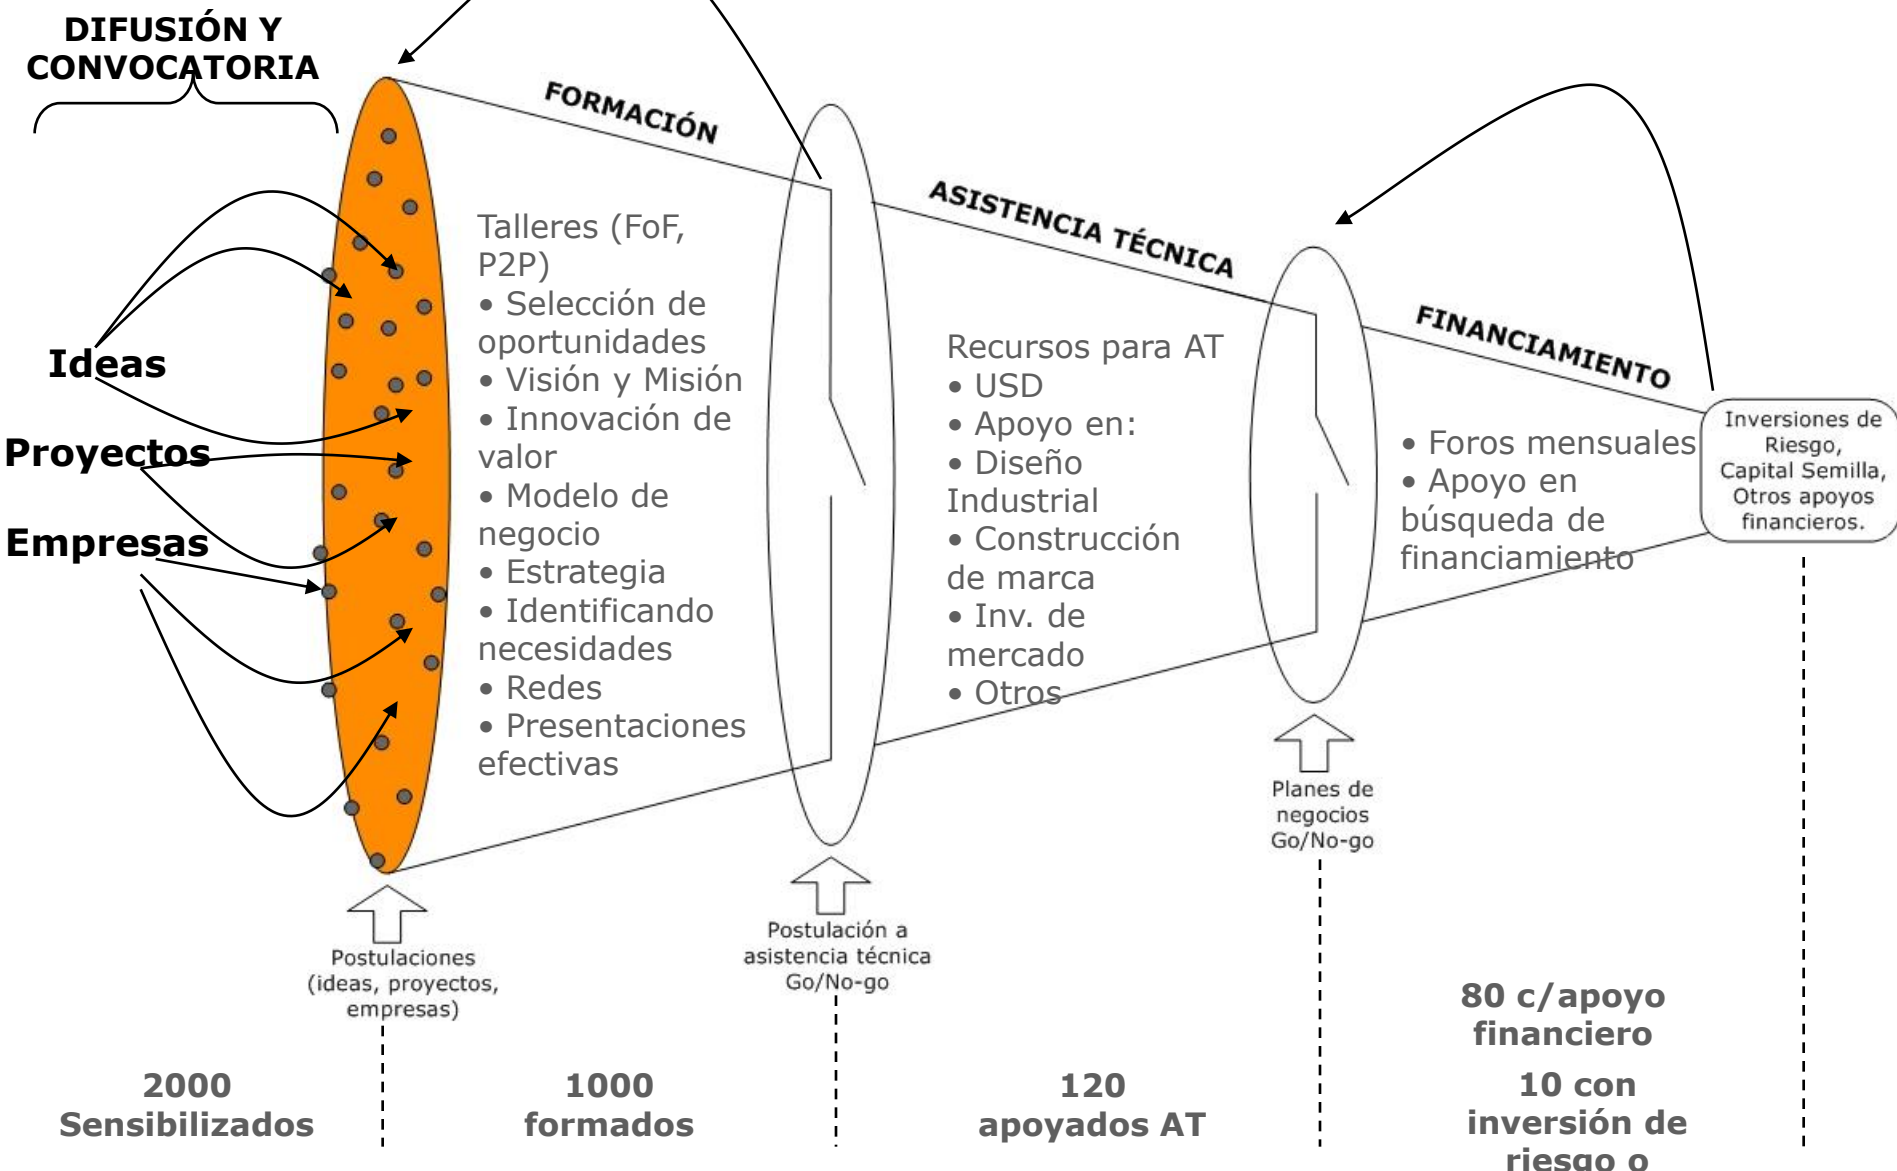 DIFUSIÓN Y
CONVOCATORIA
Ideas
Proyectos
Empresas
FORMACIÓN
Talleres (FoF,
P2P)
• Selección de
oportunidades
• Visión y Misión
• Innovación de
valor
• Modelo de
negocio
• Estrategia
• Identificando
necesidades
• Redes
• Presentaciones
efectivas
ASISTENCIA TÉCNICA
Recursos para AT
• USD
• Apoyo en:
• Diseño
Industrial
• Construcción
de marca
• Inv. de
mercado
• Otros
FINANCIAMIENTO
• Foros mensuales
• Apoyo en
búsqueda de
financiamiento
Inversiones de
Riesgo,
Capital Semilla,
Otros apoyos
financieros.
Postulaciones
(ideas, proyectos,
empresas)
Postulación a
asistencia técnica
Go/No-go
Planes de
negocios
Go/No-go
2000
Sensibilizados
1000
formados
120
apoyados AT
80 c/apoyo
financiero
10 con
inversión de
riesgo o